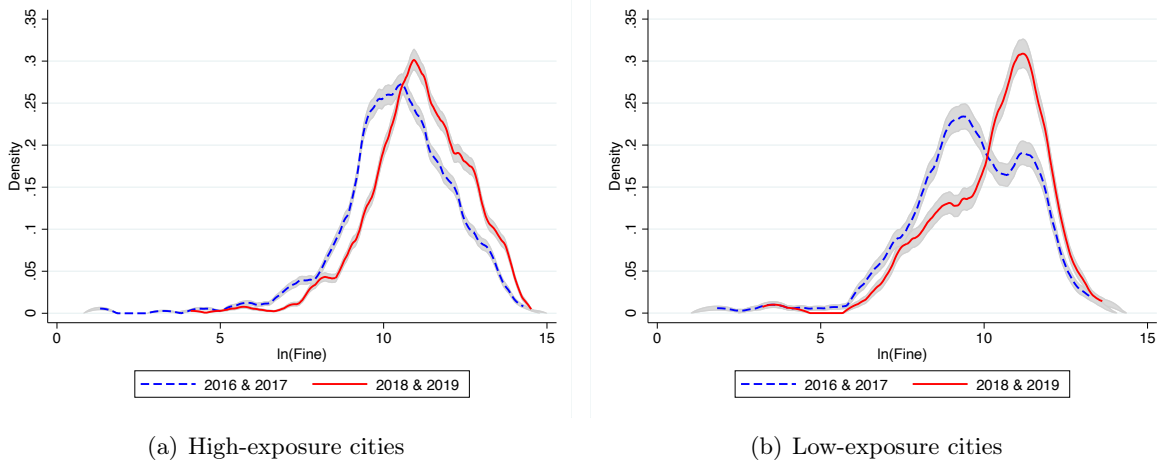 .35
.3
.25
.2
.15
.1
.05
0
Density
0 5 10 15
ln(Fine)
2016 & 2017 2018 & 2019
(a) High-exposure cities
.35
.3
.25
.2
.15
.1
.05
0
Density
0 5 10 15
ln(Fine)
2016 & 2017 2018 & 2019
(b) Low-exposure cities